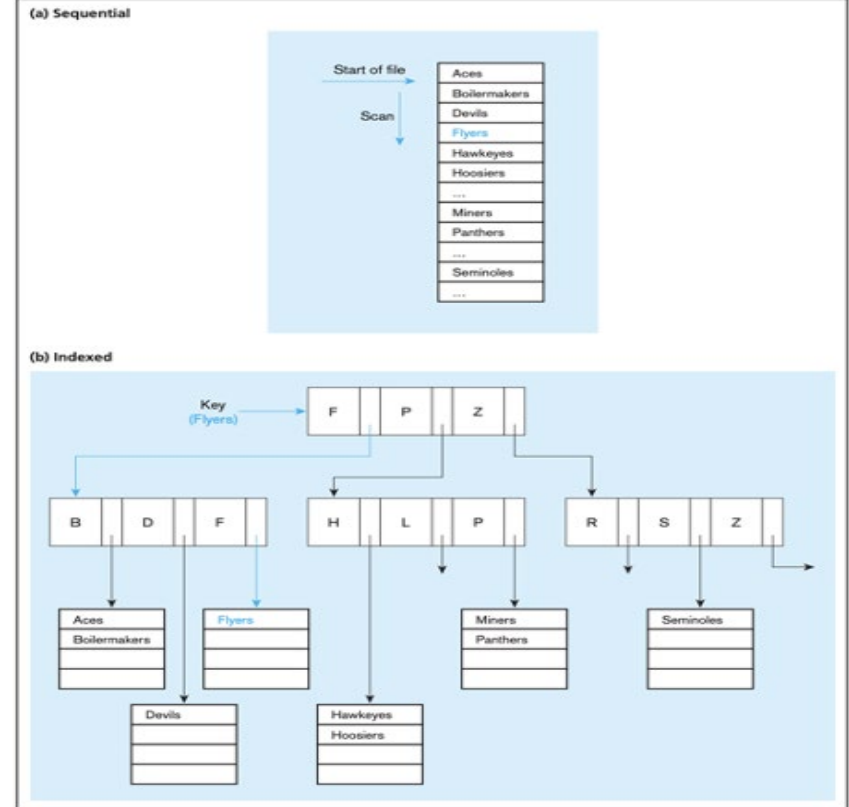 (a) Sequential
Start of file
Scan
Aces
Boilermakers
Devils
Flyers
Hawkeyes
Hoosiers
...
Miners
Panthers
...
Seminoles
...
(b) Indexed
Key
(Flyers)
F P Z
B D F
H L P
R S Z
Aces
Boilermakers
Flyers
Miners
Panthers
Seminoles
Devils
Hawkeyes
Hoosiers